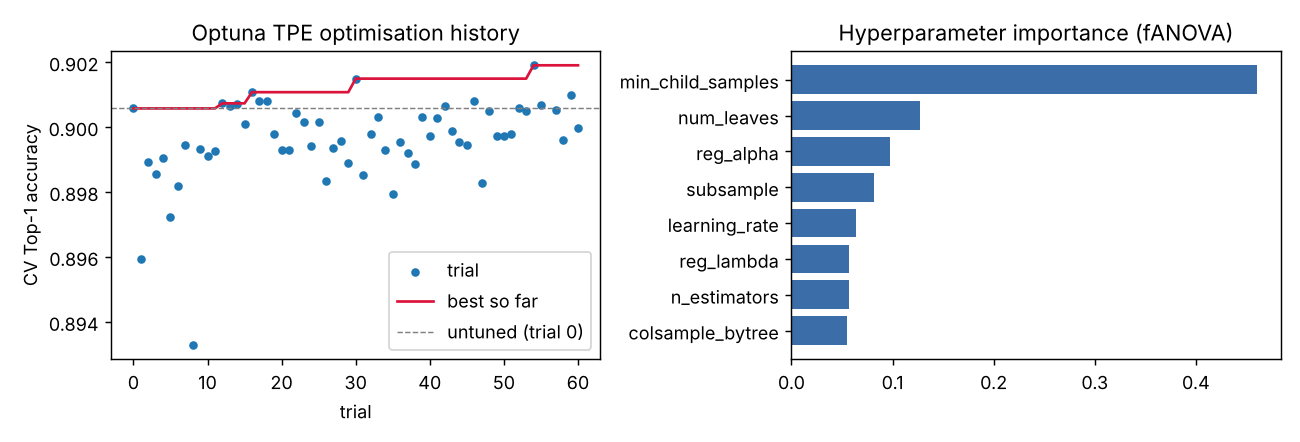 Optuna TPE optimisation history
CV Top-1 accuracy
0.902
0.900
0.898
0.896
0.894
trial
best so far
untuned (trial 0)
0 10 20 30 40 50 60
trial
Hyperparameter importance (fANOVA)
min_child_samples
num_leaves
reg_alpha
subsample
learning_rate
reg_lambda
n_estimators
colsample_bytree
0.0 0.1 0.2 0.3 0.4